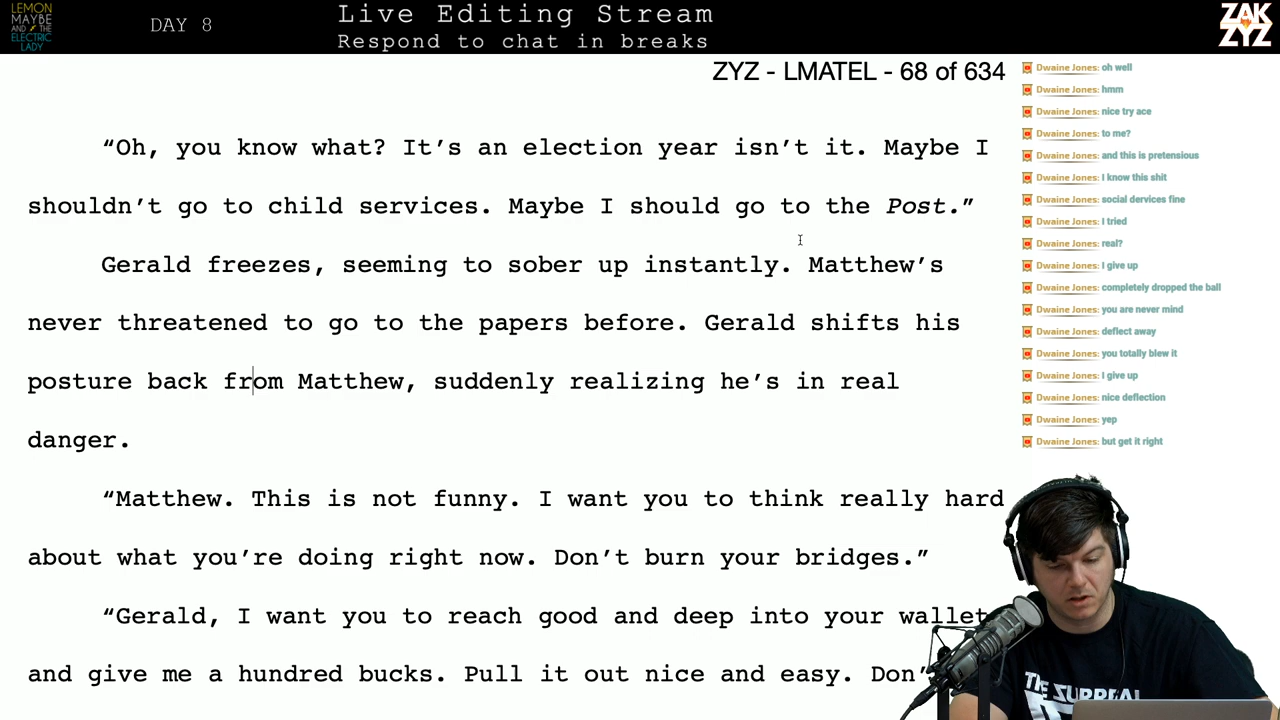 LEMON
MAYBE
AND THE
ELECTRIC
LADY
DAY 8
Live Editing Stream
Respond to chat in breaks
ZAK
ZYZ
ZYZ - LMATEL - 68 of 634
“Oh, you know what? It’s an election year isn’t it. Maybe I
shouldn’t go to child services. Maybe I should go to the Post.”
Gerald freezes, seeming to sober up instantly. Matthew’s
never threatened to go to the papers before. Gerald shifts his
posture back from Matthew, suddenly realizing he’s in real
danger.
“Matthew. This is not funny. I want you to think really hard
about what you’re doing right now. Don’t burn your bridges.”
“Gerald, I want you to reach good and deep into your wallet
and give me a hundred bucks. Pull it out nice and easy. Don’
Dwaine Jones: oh well
Dwaine Jones: hmm
Dwaine Jones: nice try ace
Dwaine Jones: to me?
Dwaine Jones: and this is pretensious
Dwaine Jones: I know this shit
Dwaine Jones: social dervices fine
Dwaine Jones: I tried
Dwaine Jones: real?
Dwaine Jones: I give up
Dwaine Jones: completely dropped the ball
Dwaine Jones: you are never mind
Dwaine Jones: deflect away
Dwaine Jones: you totally blew it
Dwaine Jones: I give up
Dwaine Jones: nice deflection
Dwaine Jones: yep
Dwaine Jones: but get it right
THE SURREAL